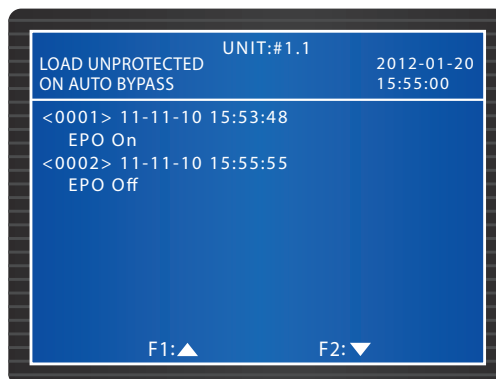 UNIT:#1.1
LOAD UNPROTECTED
ON AUTO BYPASS
2012-01-20
15:55:00
<0001> 11-11-10 15:53:48
EPO On
<0002> 11-11-10 15:55:55
EPO Off
F1:▲ F2:▼